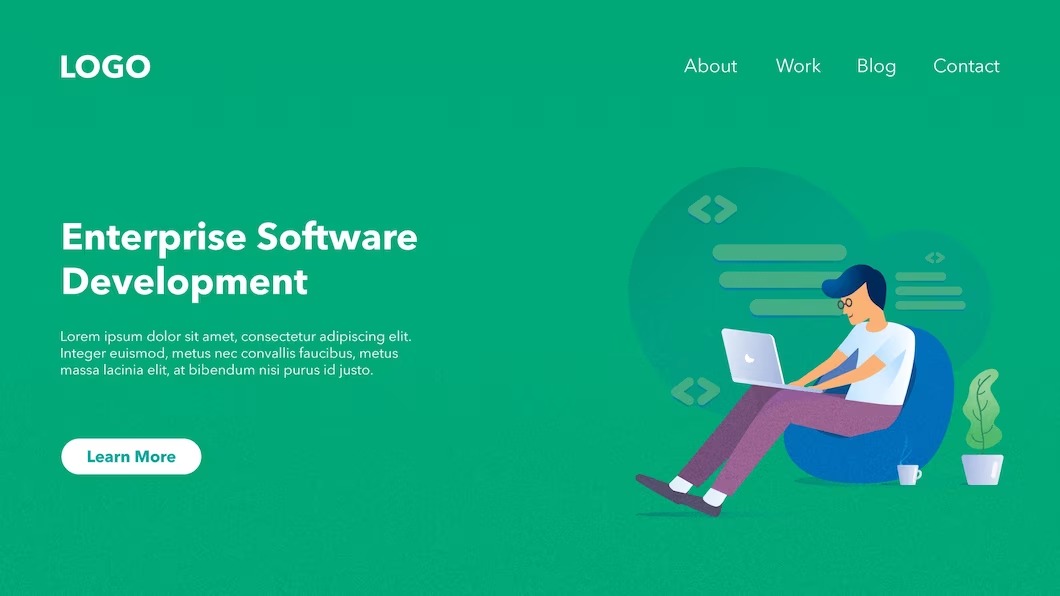 LOGO
About Work Blog Contact
Enterprise Software
Development
Lorem ipsum dolor sit amet, consectetur adipiscing elit.
Integer euismod, metus nec convallis faucibus, metus
massa lacinia elit, at bibendum nisi purus id justo.
Learn More